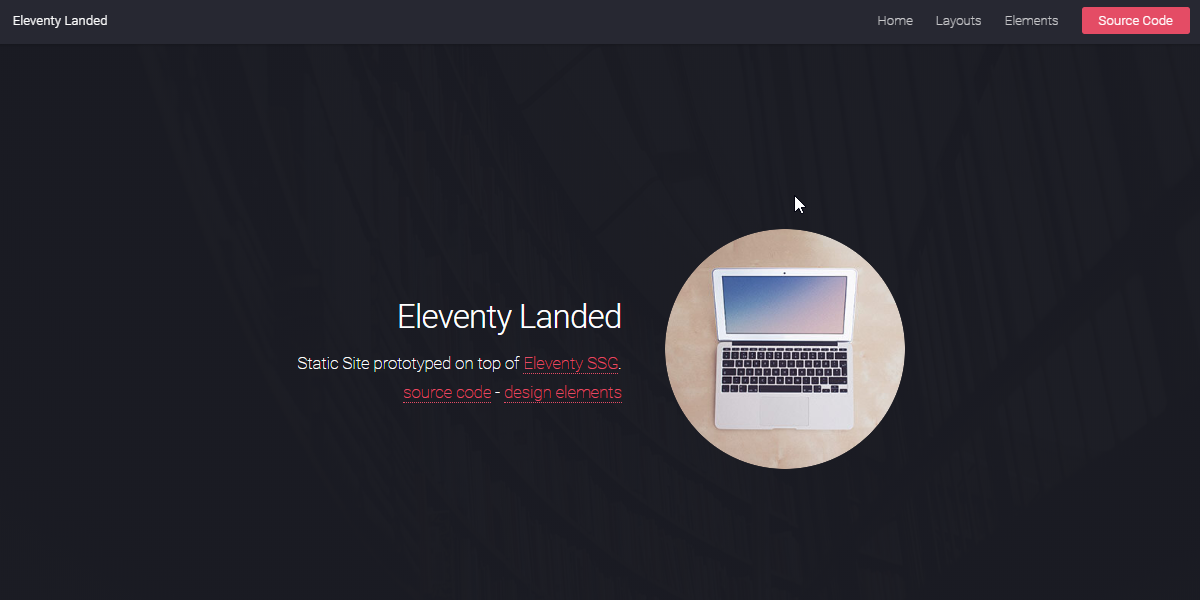 Eleventy Landed
Home
Layouts
Elements
Source Code
Eleventy Landed
Static Site prototyped on top of Eleventy SSG.
source code - design elements